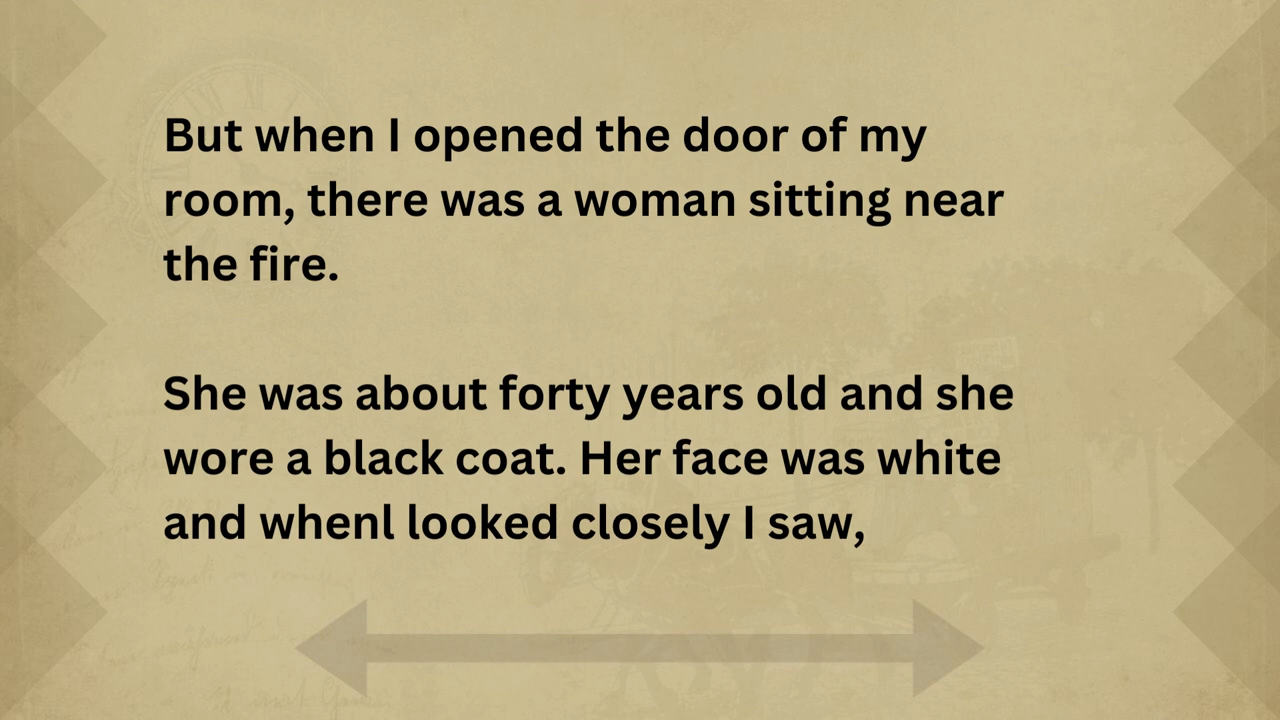 But when I opened the door of my
room, there was a woman sitting near
the fire.
She was about forty years old and she
wore a black coat. Her face was white
and whenl looked closely I saw,